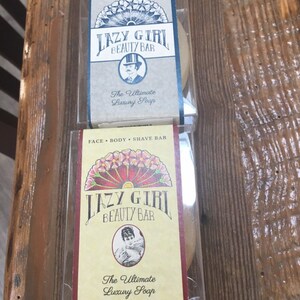 LAZY GIRL
BEAUTY BAR
The Ultimate
Luxury Soap
FACE • BODY • SHAVE BAR
LAZY GIRL
BEAUTY BAR
The Ultimate
Luxury Soap